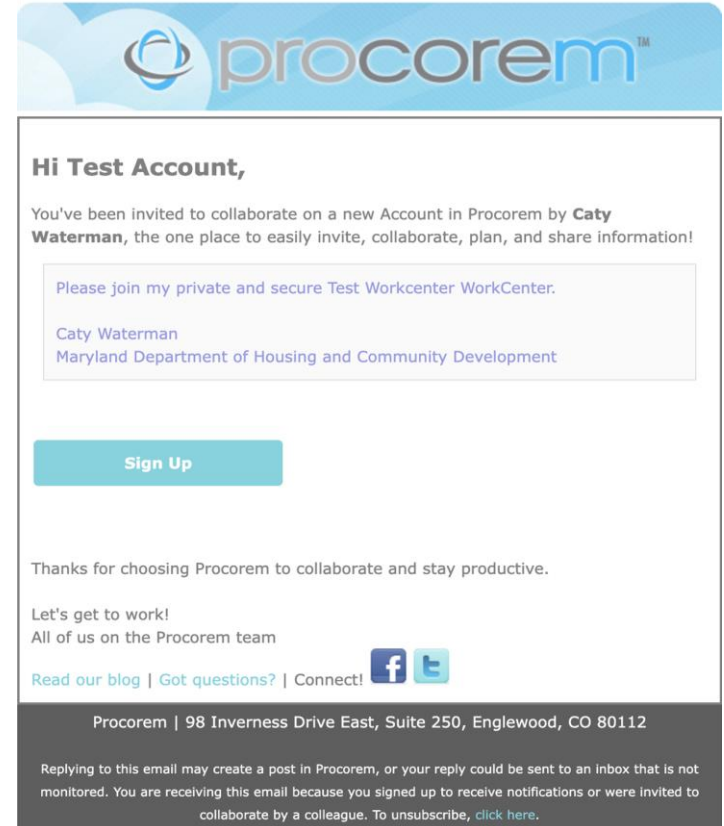 procorem™
Hi Test Account,
You've been invited to collaborate on a new Account in Procorem by Caty
Waterman, the one place to easily invite, collaborate, plan, and share information!
Please join my private and secure Test Workcenter WorkCenter.
Caty Waterman
Maryland Department of Housing and Community Development
Sign Up
Thanks for choosing Procorem to collaborate and stay productive.
Let's get to work!
All of us on the Procorem team
Read our blog | Got questions? | Connect!
Procorem | 98 Inverness Drive East, Suite 250, Englewood, CO 80112
Replying to this email may create a post in Procorem, or your reply could be sent to an inbox that is not
monitored. You are receiving this email because you signed up to receive notifications or were invited to
collaborate by a colleague. To unsubscribe, click here.